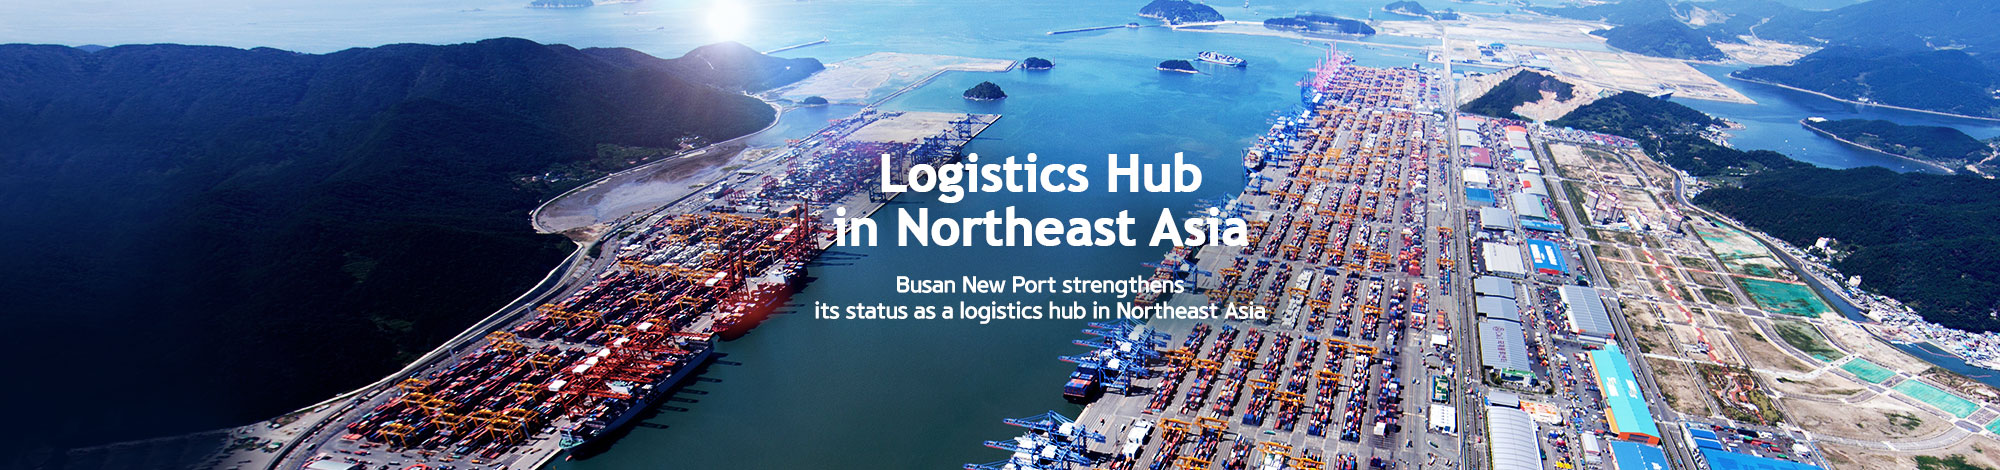 Logistics Hub
in Northeast Asia
Busan New Port strengthens
its status as a logistics hub in Northeast Asia